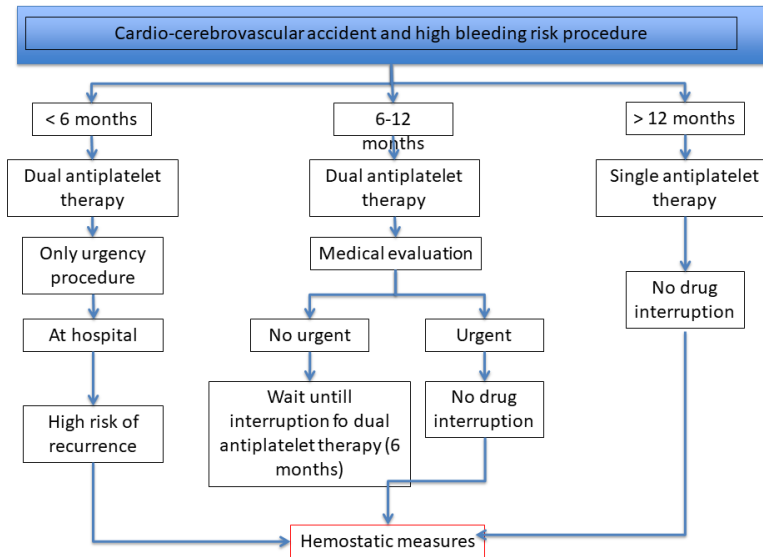 Cardio-cerebrovascular accident and high bleeding risk procedure
< 6 months
6-12
months
> 12 months
Dual antiplatelet
therapy
Dual antiplatelet
therapy
Single antiplatelet
therapy
Only urgency
procedure
Medical evaluation
No drug
interruption
At hospital
No urgent
Urgent
High risk of
recurrence
Wait untill
interruption fo dual
antiplatelet therapy (6
months)
No drug
interruption
Hemostatic measures